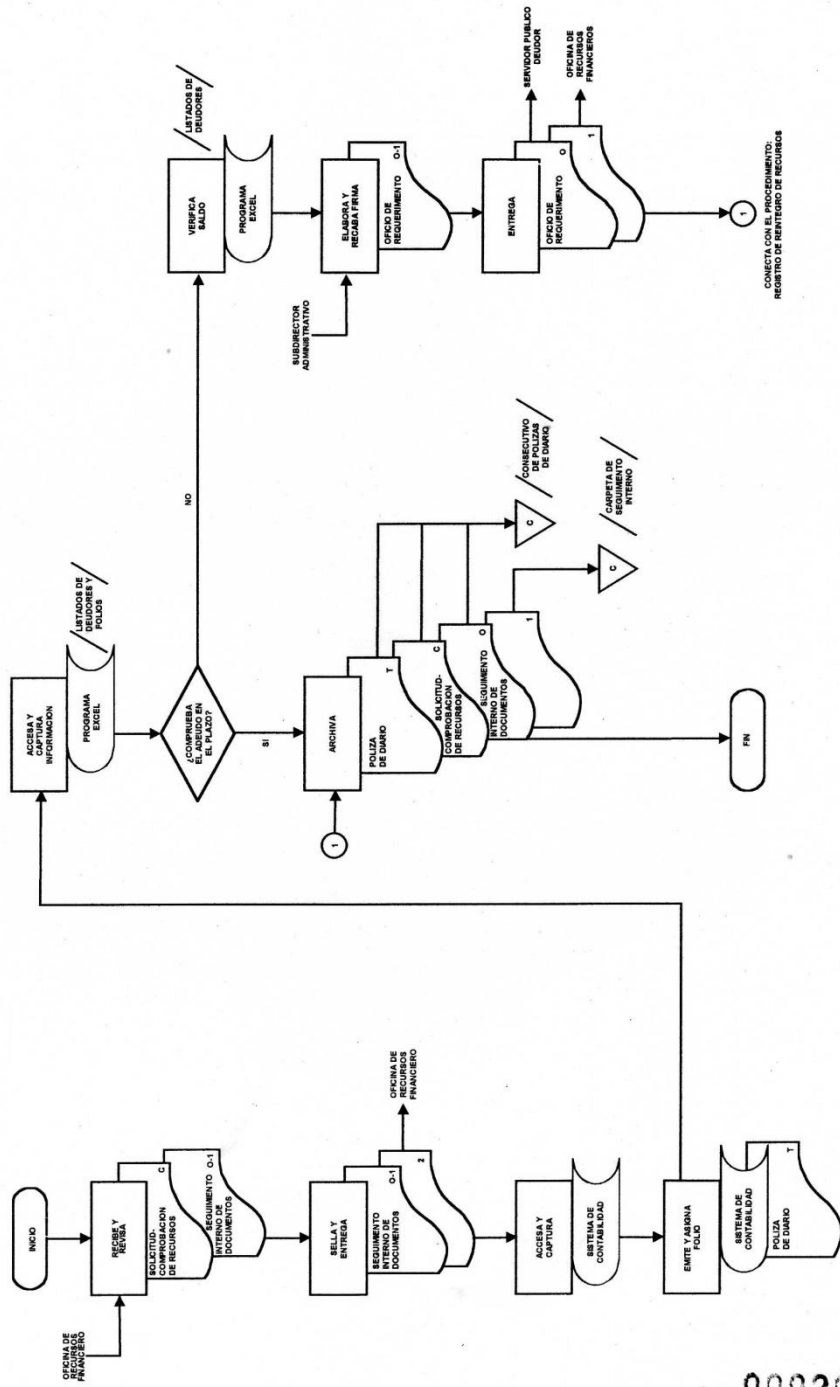 INICIO
OFICINA DE
RECURSOS
FINANCIERO
RECIBE Y
REVISA
SOLICITUD-
COMPROBACION
DE RECURSOS
C
SEGUIMIENTO
INTERNO DE
DOCUMENTOS
O-1
SELLA Y
ENTREGA
SEGUIMIENTO
INTERNO DE
DOCUMENTOS
O-1
2
OFICINA DE
RECURSOS
FINANCIERO
ACCESA Y
CAPTURA
SISTEMA DE
CONTABILIDAD
EMITE Y ASIGNA
FOLIO
SISTEMA DE
CONTABILIDAD
POLIZA
DE DIARIO
T
ACCESA Y
CAPTURA
INFORMACION
LISTADOS DE
DEUDORES Y
FOLIOS
PROGRAMA
EXCEL
¿COMPRUEBA
EL ADEUDO EN
EL PLAZO?
NO
SI
1
ARCHIVA
POLIZA
DE DIARIO
T
SOLICITUD-
COMPROBACION
DE RECURSOS
C
SEGUIMIENTO
INTERNO DE
DOCUMENTOS
O
1
C
CONSECUTIVO
DE POLIZAS
DE DIARIO
C
CARPETA DE
SEGUIMIENTO
INTERNO
FIN
VERIFICA
SALDO
LISTADOS DE
DEUDORES
PROGRAMA
EXCEL
SUBDIRECTOR
ADMINISTRATIVO
ELABORA Y
RECABA FIRMA
OFICIO DE
REQUERIMIENTO
O-1
ENTREGA
OFICIO DE
REQUERIMIENTO
O
1
SERVIDOR PUBLICO
DEUDOR
OFICINA DE
RECURSOS
FINANCIEROS
1
CONECTA CON EL PROCEDIMIENTO:
REGISTRO DE REINTEGRO DE RECURSOS